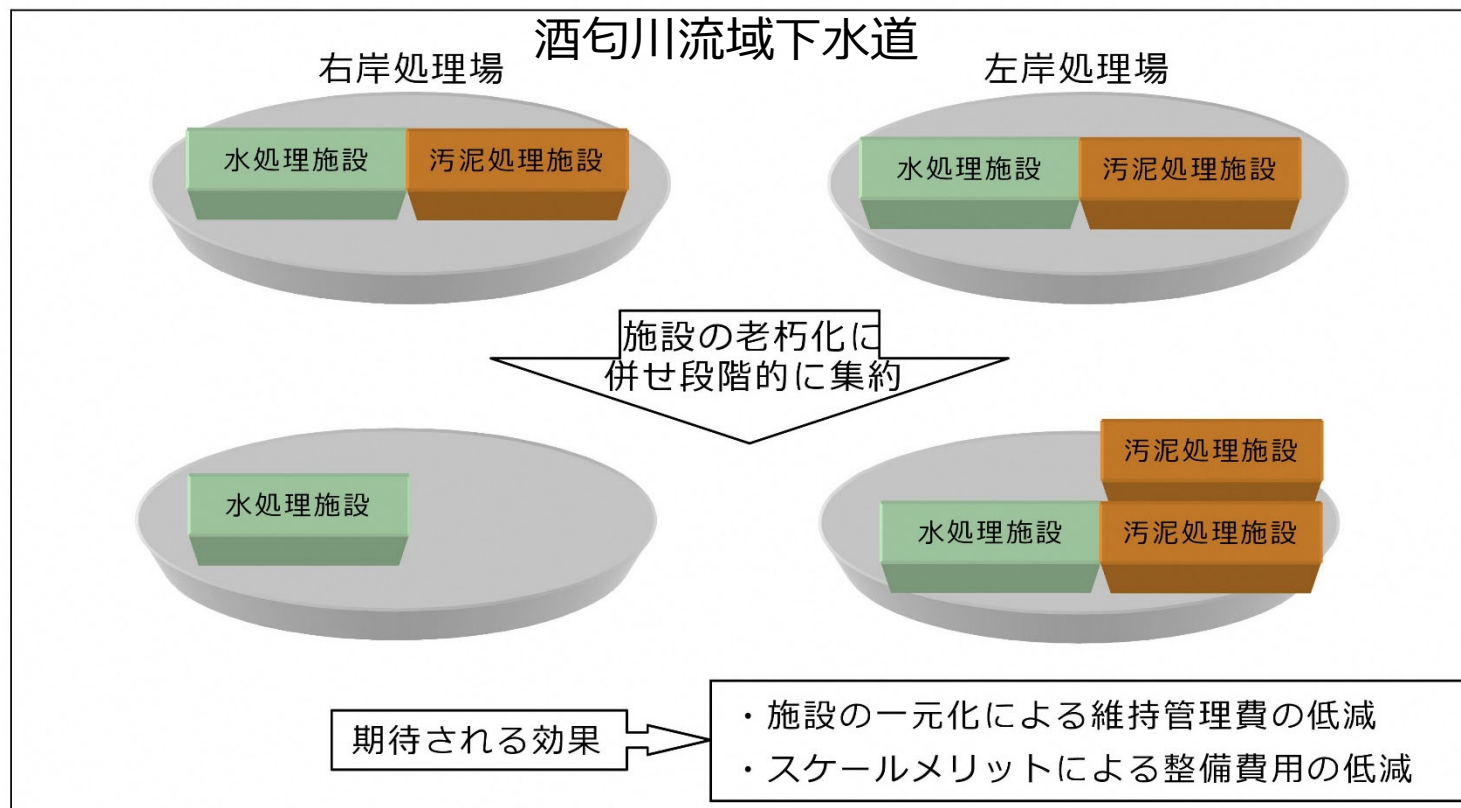 酒匂川流域下水道
右岸処理場
左岸処理場
水処理施設
汚泥処理施設
水処理施設
汚泥処理施設
施設の老朽化に
併せ段階的に集約
水処理施設
汚泥処理施設
水処理施設
汚泥処理施設
期待される効果
・施設の一元化による維持管理費の低減
・スケールメリットによる整備費用の低減